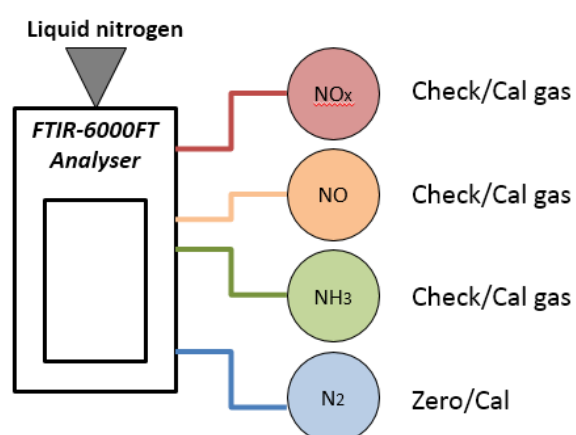 Liquid nitrogen
FTIR-6000FT
Analyser
NOx
Check/Cal gas
NO
Check/Cal gas
NH3
Check/Cal gas
N2
Zero/Cal